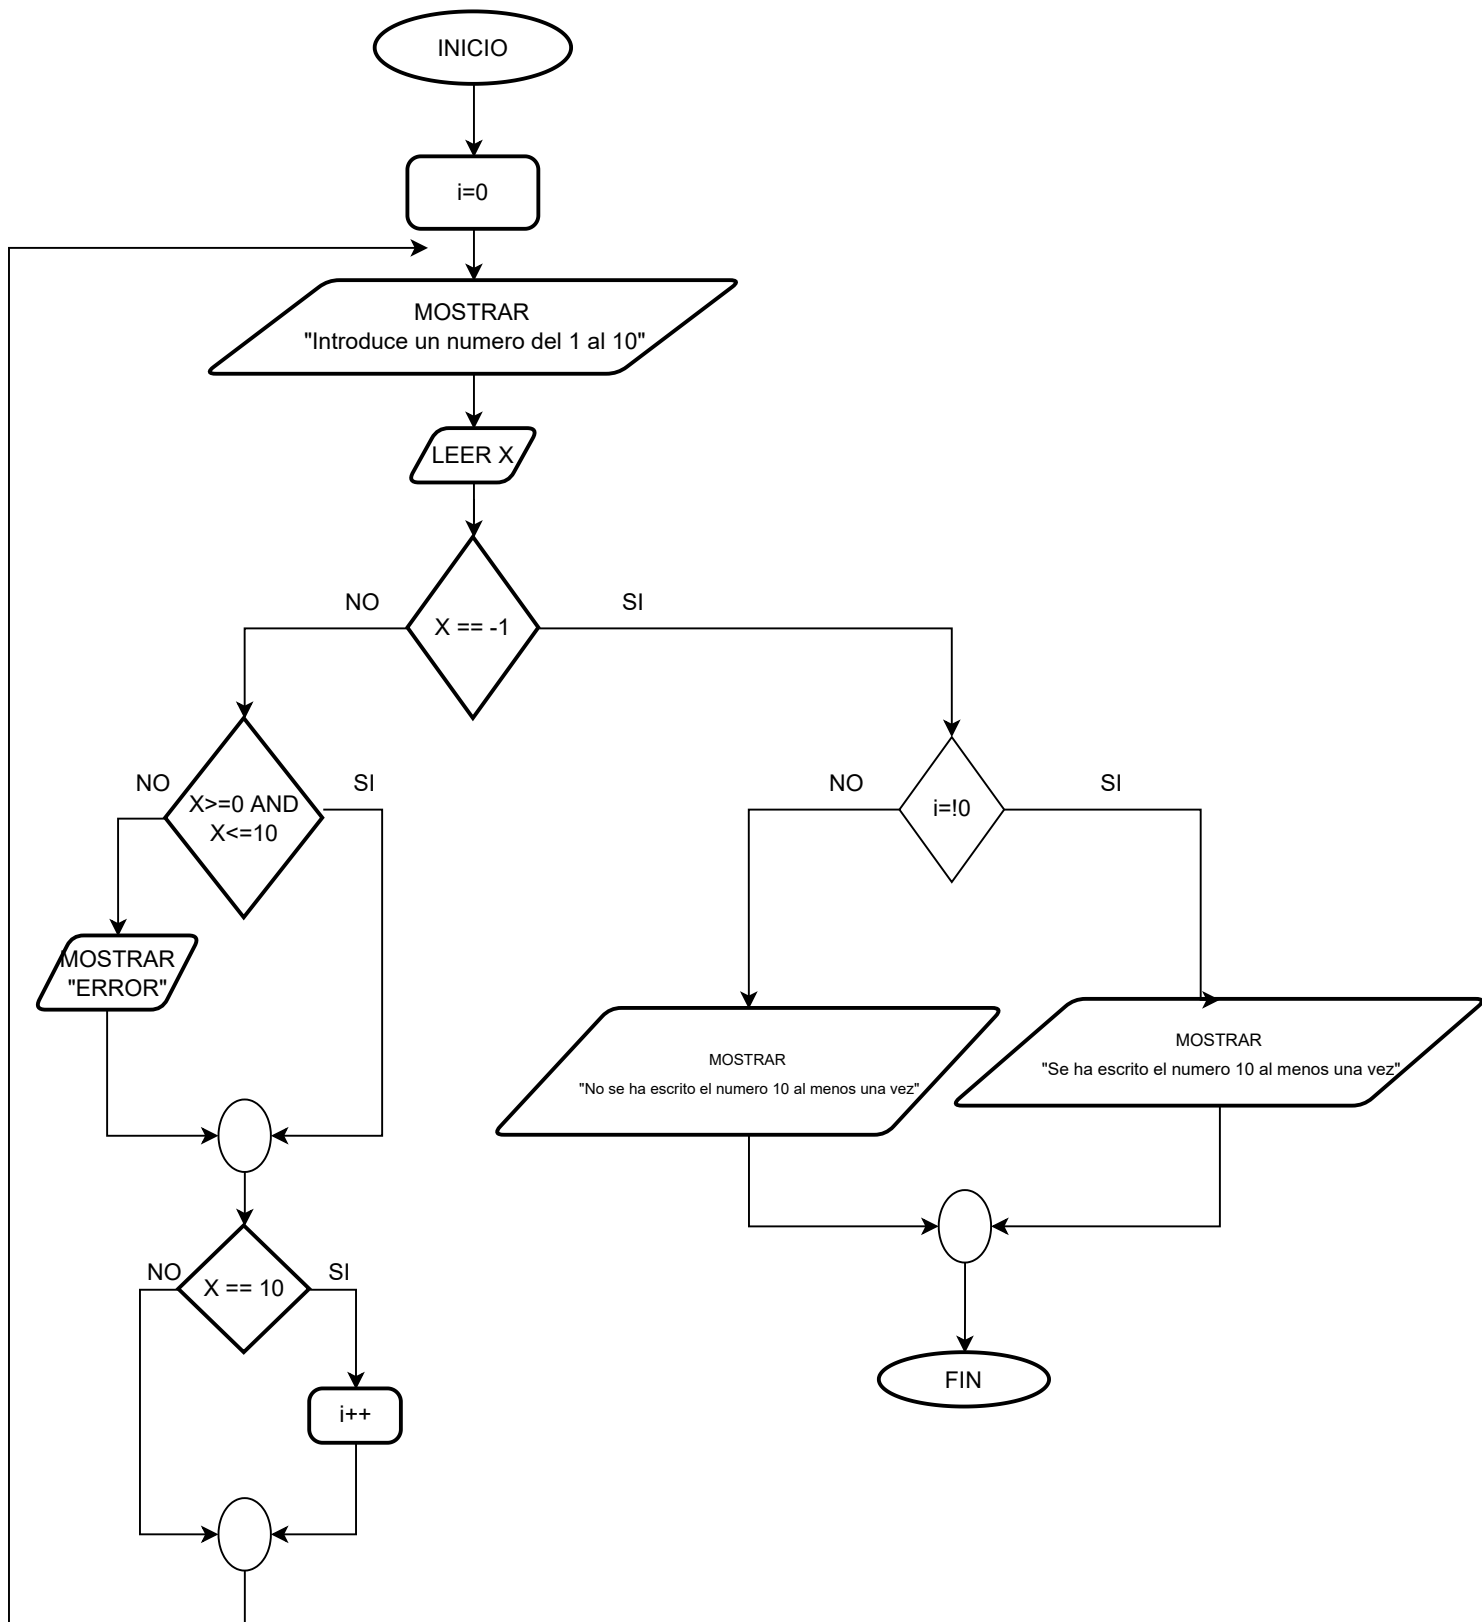 INICIO
i=0
MOSTRAR
"Introduce un numero del 1 al 10"
LEER X
NO
SI
X == -1
NO
SI
X>=0 AND
X<=10
NO
SI
i=!0
MOSTRAR
"ERROR"
MOSTRAR
"No se ha escrito el numero 10 al menos una vez"
MOSTRAR
"Se ha escrito el numero 10 al menos una vez"
NO
SI
X == 10
i++
FIN